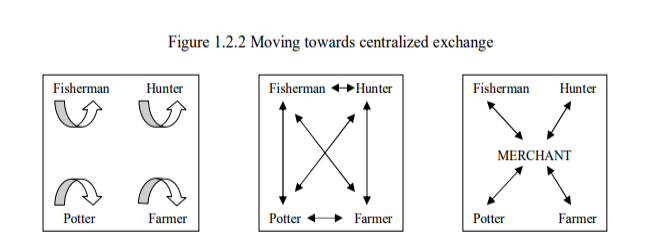 Figure 1.2.2 Moving towards centralized exchange
Fisherman Hunter
Potter Farmer
Fisherman Hunter
Potter Farmer
Fisherman Hunter
MERCHANT
Potter Farmer